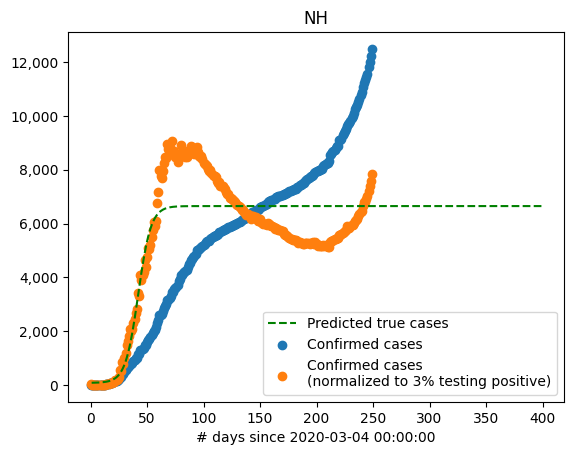 NH
12,000
10,000
8,000
6,000
4,000
2,000
0
Predicted true cases
Confirmed cases
Confirmed cases
(normalized to 3% testing positive)
0 50 100 150 200 250 300 350 400
# days since 2020-03-04 00:00:00